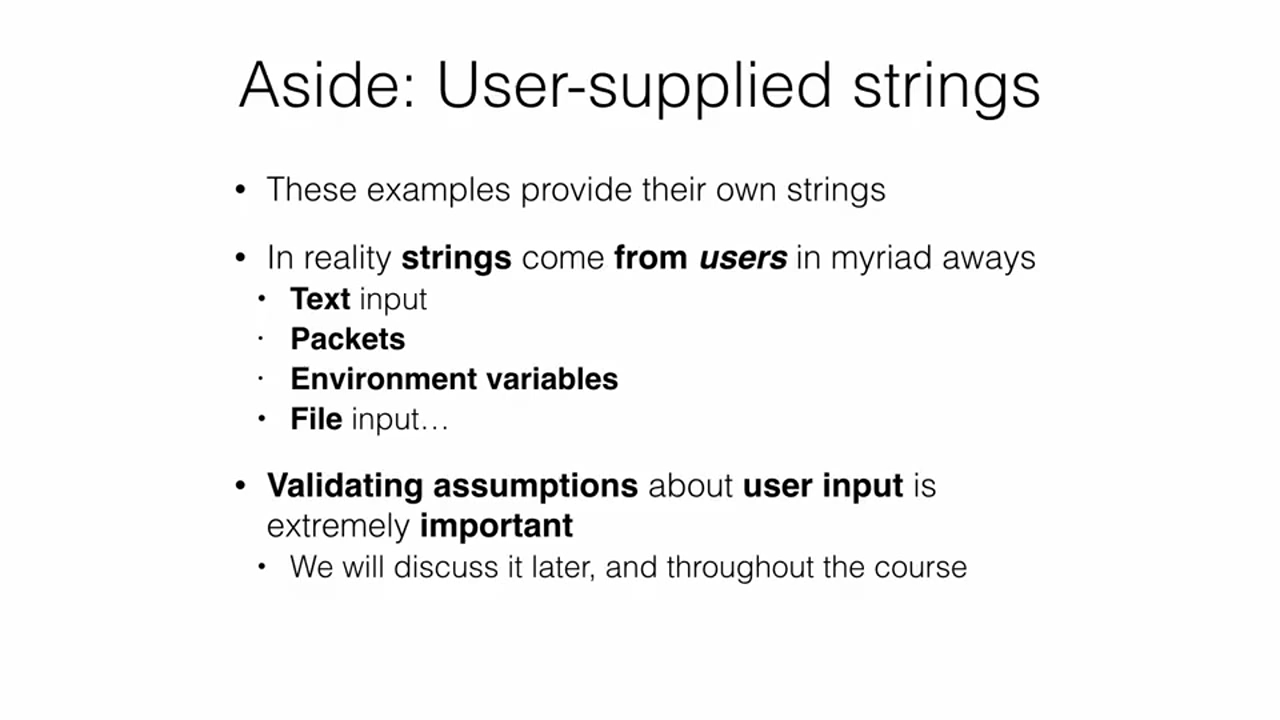 Aside: User-supplied strings
• These examples provide their own strings
• In reality strings come from users in myriad aways
• Text input
• Packets
• Environment variables
• File input…
• Validating assumptions about user input is
extremely important
• We will discuss it later, and throughout the course